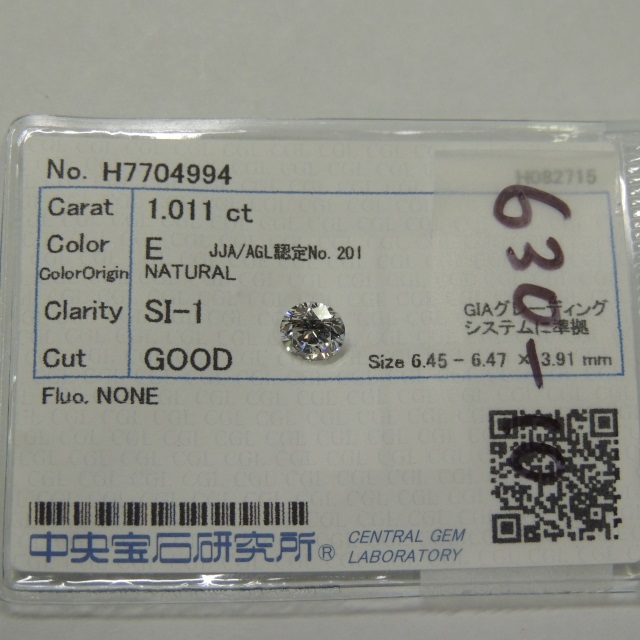 No. H7704994
H082715
Carat 1.011 ct
Color E JJA/AGL認定No. 201
ColorOrigin NATURAL
Clarity SI-1
GIAグレーディング
システムに準拠
Cut GOOD
Size 6.45 - 6.47 × 3.91 mm
Fluo. NONE
630-10
中央宝石研究所® CENTRAL GEM
LABORATORY